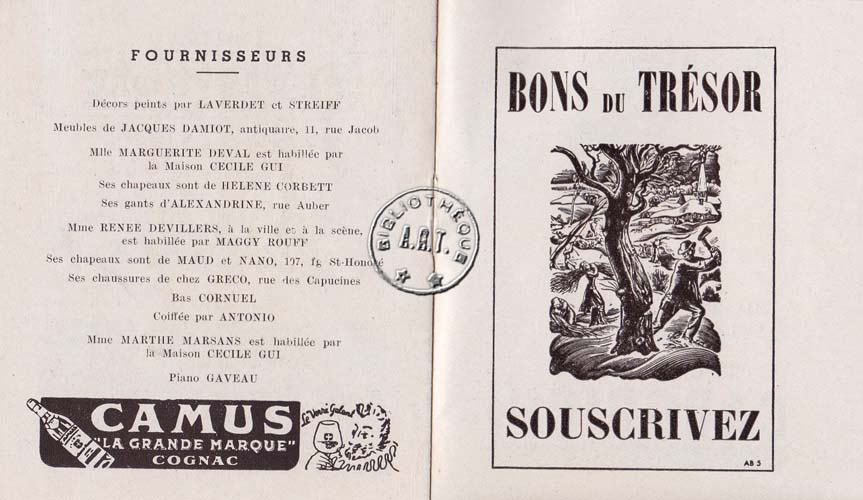 FOURNISSEURS
Décors peints par LAVERDET et STREIFF
Meubles de JACQUES DAMIOT, antiquaire, 11, rue Jacob
Mlle MARGUERITE DEVAL est habillée par
la Maison CECILE GUI
Ses chapeaux sont de HELENE CORBETT
Ses gants d'ALEXANDRINE, rue Auber
Mme RENEE DEVILLERS, à la ville et à la scène,
est habillée par MAGGY ROUFF
Ses chapeaux sont de MAUD et NANO, 197, fg St-Honoré
Ses chaussures de chez GRECO, rue des Capucines
Bas CORNUEL
Coiffée par ANTONIO
Mme MARTHE MARSANS est habillée par
la Maison CECILE GUI
Piano GAVEAU
CAMUS
"LA GRANDE MARQUE"
COGNAC
Le Verre Galant
BIBLIOTHÈQUE
A.R.T.
BONS DU TRÉSOR
SOUSCRIVEZ
AB 5